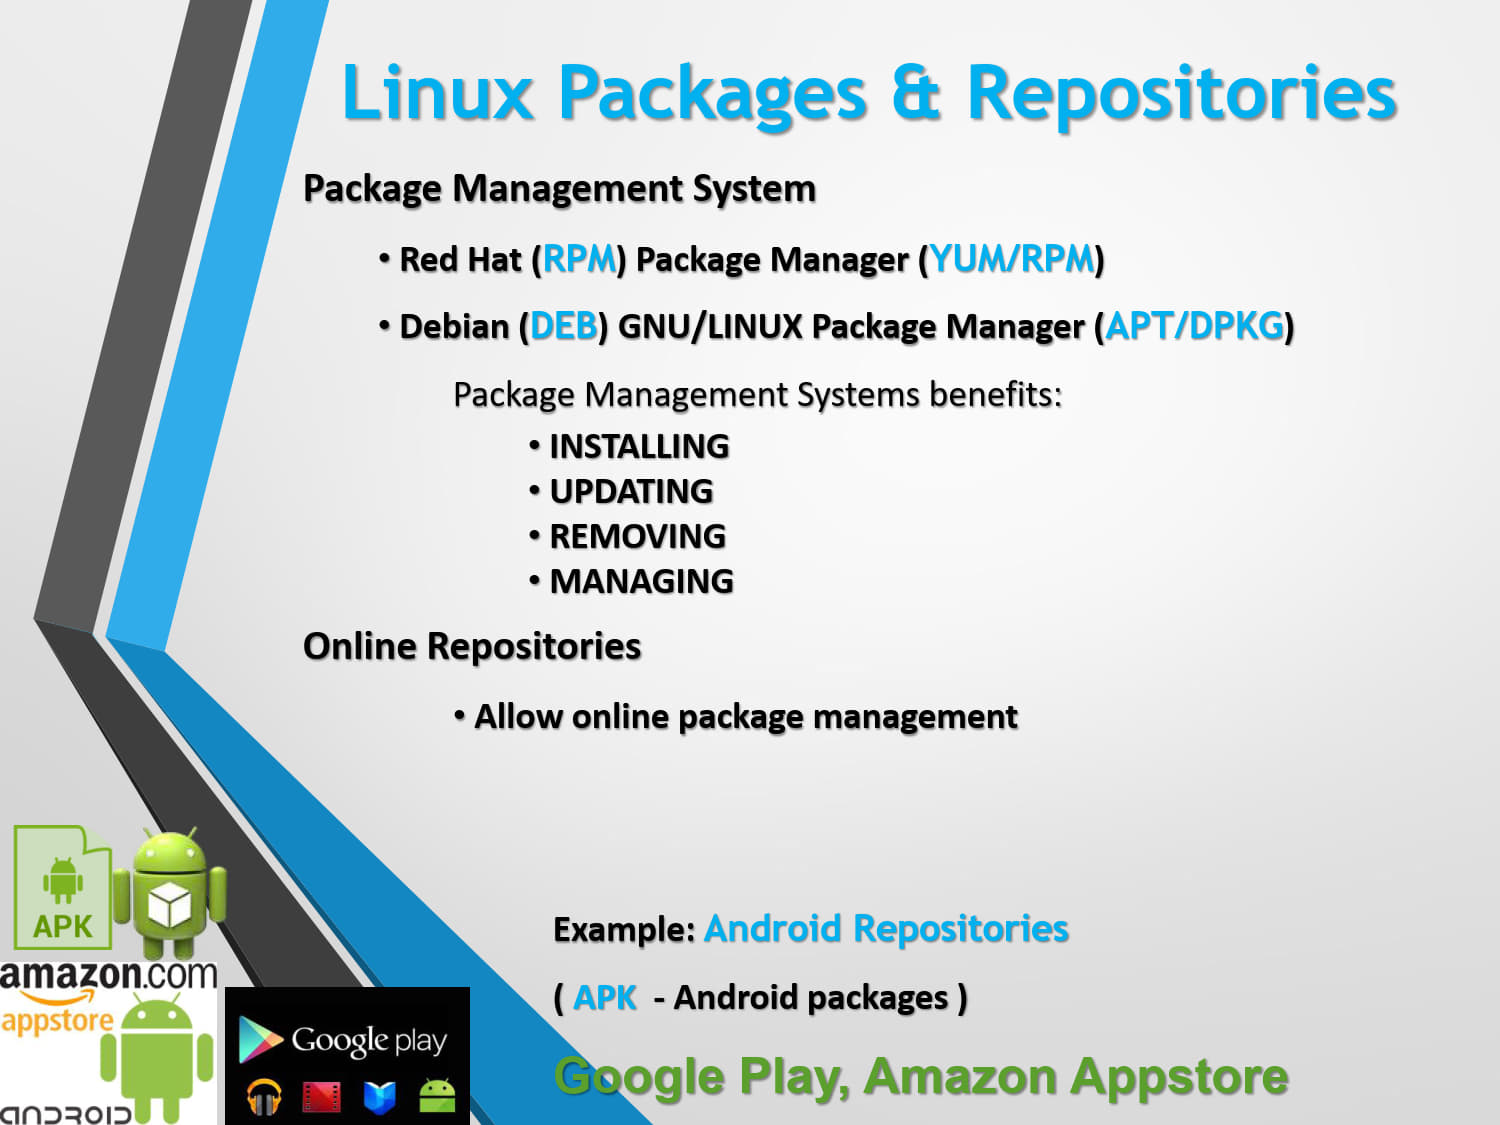 Linux Packages & Repositories
Package Management System
• Red Hat (RPM) Package Manager (YUM/RPM)
• Debian (DEB) GNU/LINUX Package Manager (APT/DPKG)
Package Management Systems benefits:
• INSTALLING
• UPDATING
• REMOVING
• MANAGING
Online Repositories
• Allow online package management
Example: Android Repositories
( APK - Android packages )
Google Play, Amazon Appstore
APK
amazon.com
appstore
ANDROID
Google play